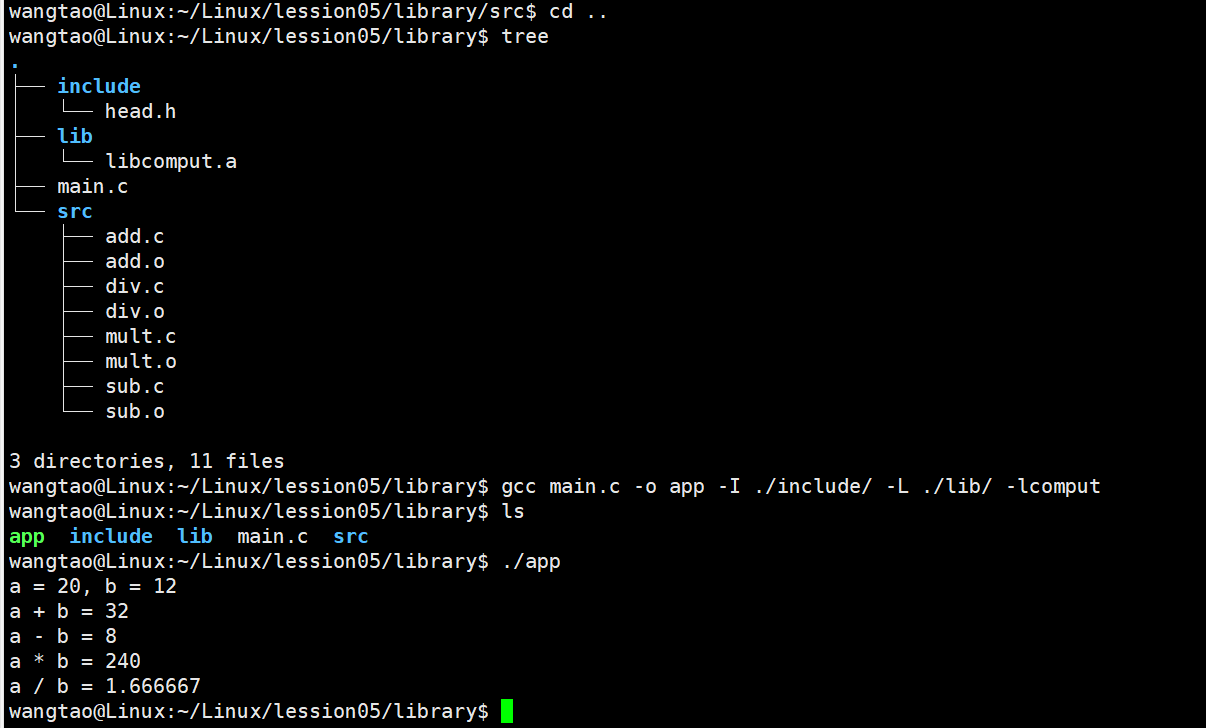 wangtao@Linux:~/Linux/lession05/library/src$ cd ..
wangtao@Linux:~/Linux/lession05/library$ tree
.
├── include
│   └── head.h
├── lib
│   └── libcomput.a
├── main.c
└── src
    ├── add.c
    ├── add.o
    ├── div.c
    ├── div.o
    ├── mult.c
    ├── mult.o
    ├── sub.c
    └── sub.o
3 directories, 11 files
wangtao@Linux:~/Linux/lession05/library$ gcc main.c -o app -I ./include/ -L ./lib/ -lcomput
wangtao@Linux:~/Linux/lession05/library$ ls
app  include  lib  main.c  src
wangtao@Linux:~/Linux/lession05/library$ ./app
a = 20, b = 12
a + b = 32
a - b = 8
a * b = 240
a / b = 1.666667
wangtao@Linux:~/Linux/lession05/library$